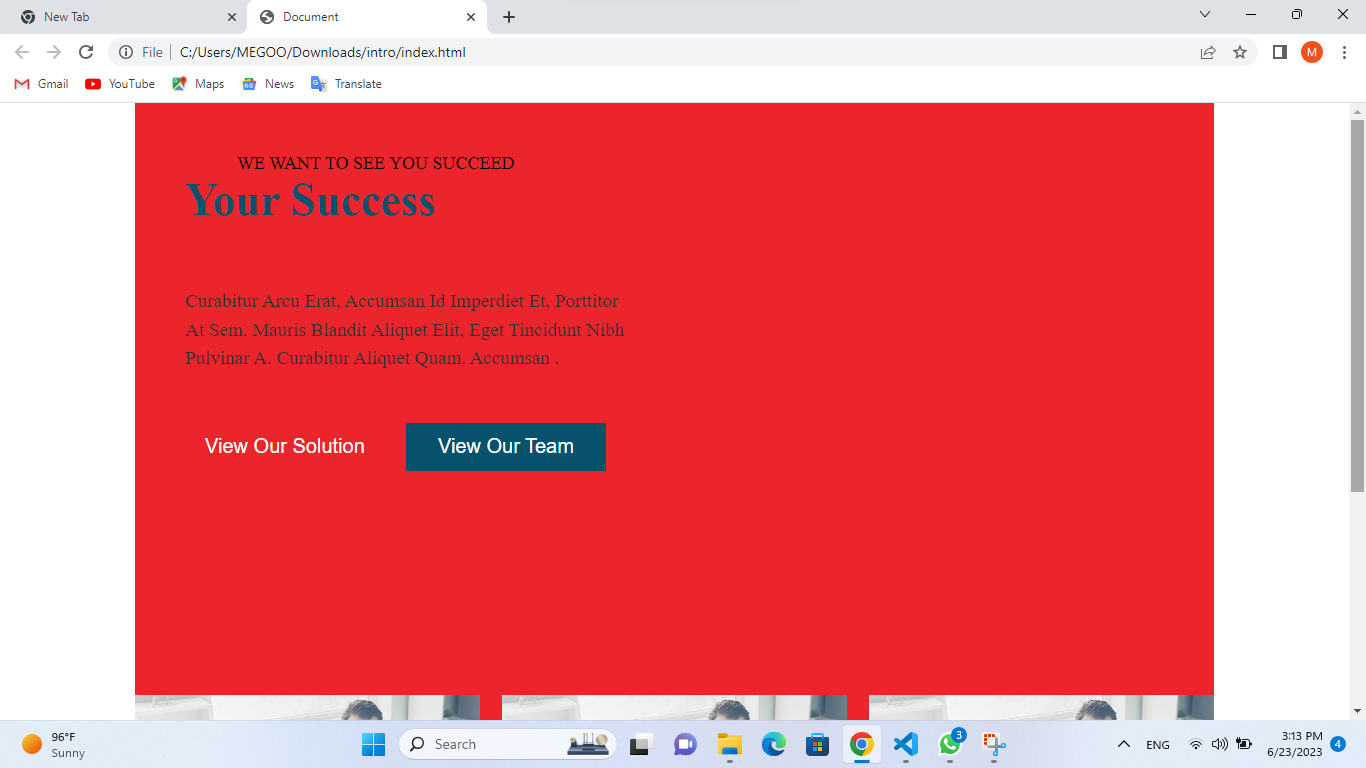 New Tab
Document
File
C:/Users/MEGOO/Downloads/intro/index.html
M
Gmail
YouTube
Maps
News
Translate
WE WANT TO SEE YOU SUCCEED
Your Success
Curabitur Arcu Erat, Accumsan Id Imperdiet Et, Porttitor
At Sem. Mauris Blandit Aliquet Elit, Eget Tincidunt Nibh
Pulvinar A. Curabitur Aliquet Quam. Accumsan .
View Our Solution
View Our Team
96°F
Sunny
Search
3
ENG
3:13 PM
6/23/2023
4